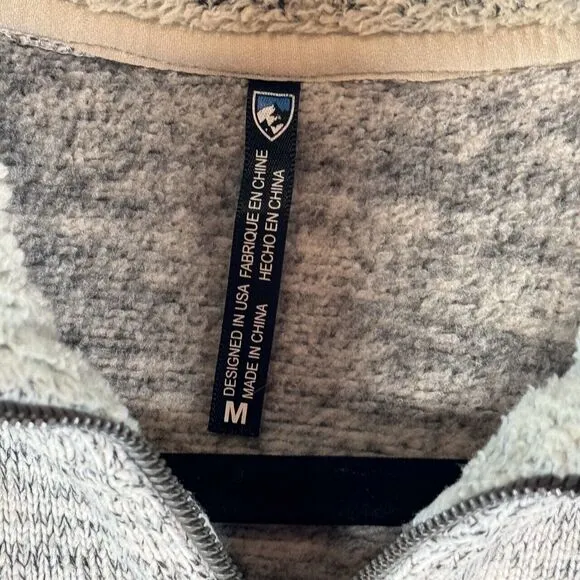 M
DESIGNED IN USA FABRIQUE EN CHINE
MADE IN CHINA HECHO EN CHINA